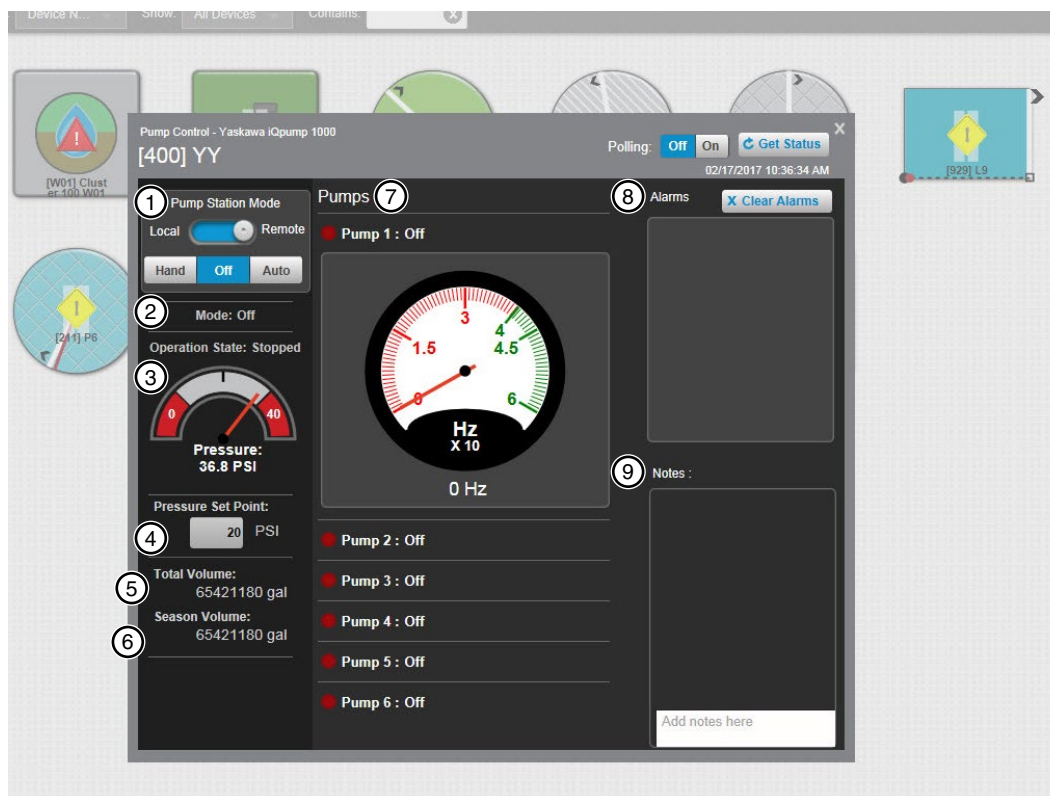 Device N...
Show:
All Devices
Contains:
Pump Control - Yaskawa iQpump 1000
[400] YY
Polling:
Off
On
Get Status
X
02/17/2017 10:36:34 AM
[W01] Clust
er 100 W01
[929] L9
[211] P6
1
Pump Station Mode
Local
Remote
Hand
Off
Auto
2
Mode: Off
Operation State: Stopped
3
0
40
Pressure:
36.8 PSI
Pressure Set Point:
4
20
PSI
Total Volume:
5
65421180 gal
Season Volume:
65421180 gal
6
Pumps
7
Pump 1 : Off
0
1.5
3
4
4.5
6
Hz
X 10
0 Hz
Pump 2 : Off
Pump 3 : Off
Pump 4 : Off
Pump 5 : Off
Pump 6 : Off
8
Alarms
X Clear Alarms
9
Notes :
Add notes here